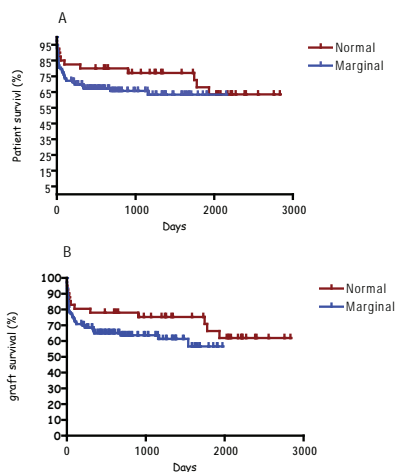 A
95
85
75
65
55
45
35
25
15
5
Patient survivl (%)
0 1000 2000 3000
Days
Normal
Marginal
B
100
90
80
70
60
50
40
30
20
10
0
graft survival (%)
0 1000 2000 3000
Days
Normal
Marginal